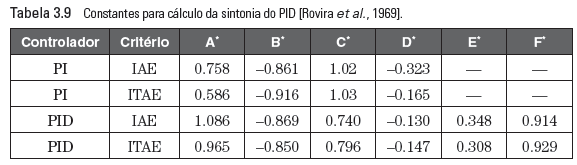 Tabela 3.9 Constantes para cálculo da sintonia do PID [Rovira et al., 1969].
Controlador Critério A* B* C* D* E* F*
PI IAE 0.758 –0.861 1.02 –0.323 — —
PI ITAE 0.586 –0.916 1.03 –0.165 — —
PID IAE 1.086 –0.869 0.740 –0.130 0.348 0.914
PID ITAE 0.965 –0.850 0.796 –0.147 0.308 0.929